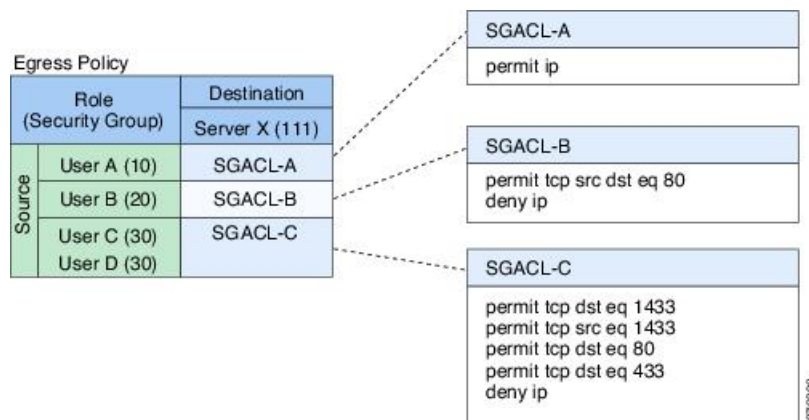 Egress Policy
Role
(Security Group)
Destination
Server X (111)
Source
User A (10)
SGACL-A
User B (20)
SGACL-B
User C (30)
User D (30)
SGACL-C
SGACL-A
permit ip
SGACL-B
permit tcp src dst eq 80
deny ip
SGACL-C
permit tcp dst eq 1433
permit tcp src eq 1433
permit tcp dst eq 80
permit tcp dst eq 433
deny ip